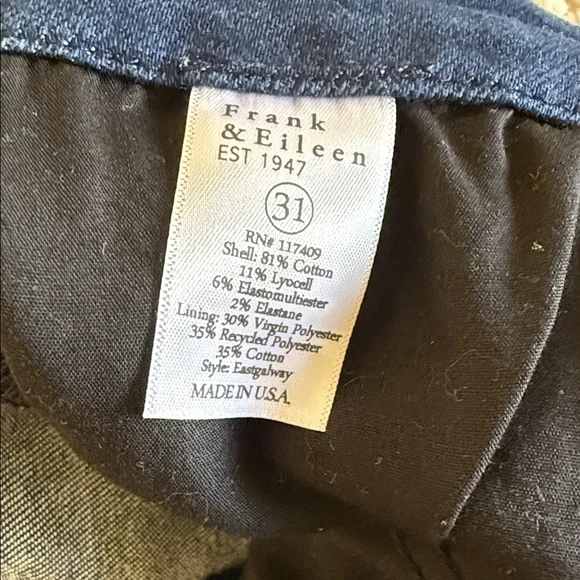 Frank
& Eileen
EST 1947
31
RN# 117409
Shell: 81% Cotton
11% Lyocell
6% Elastomultiester
2% Elastane
Lining: 30% Virgin Polyester
35% Recycled Polyester
35% Cotton
Style: Eastgalway
MADE IN U.S.A.